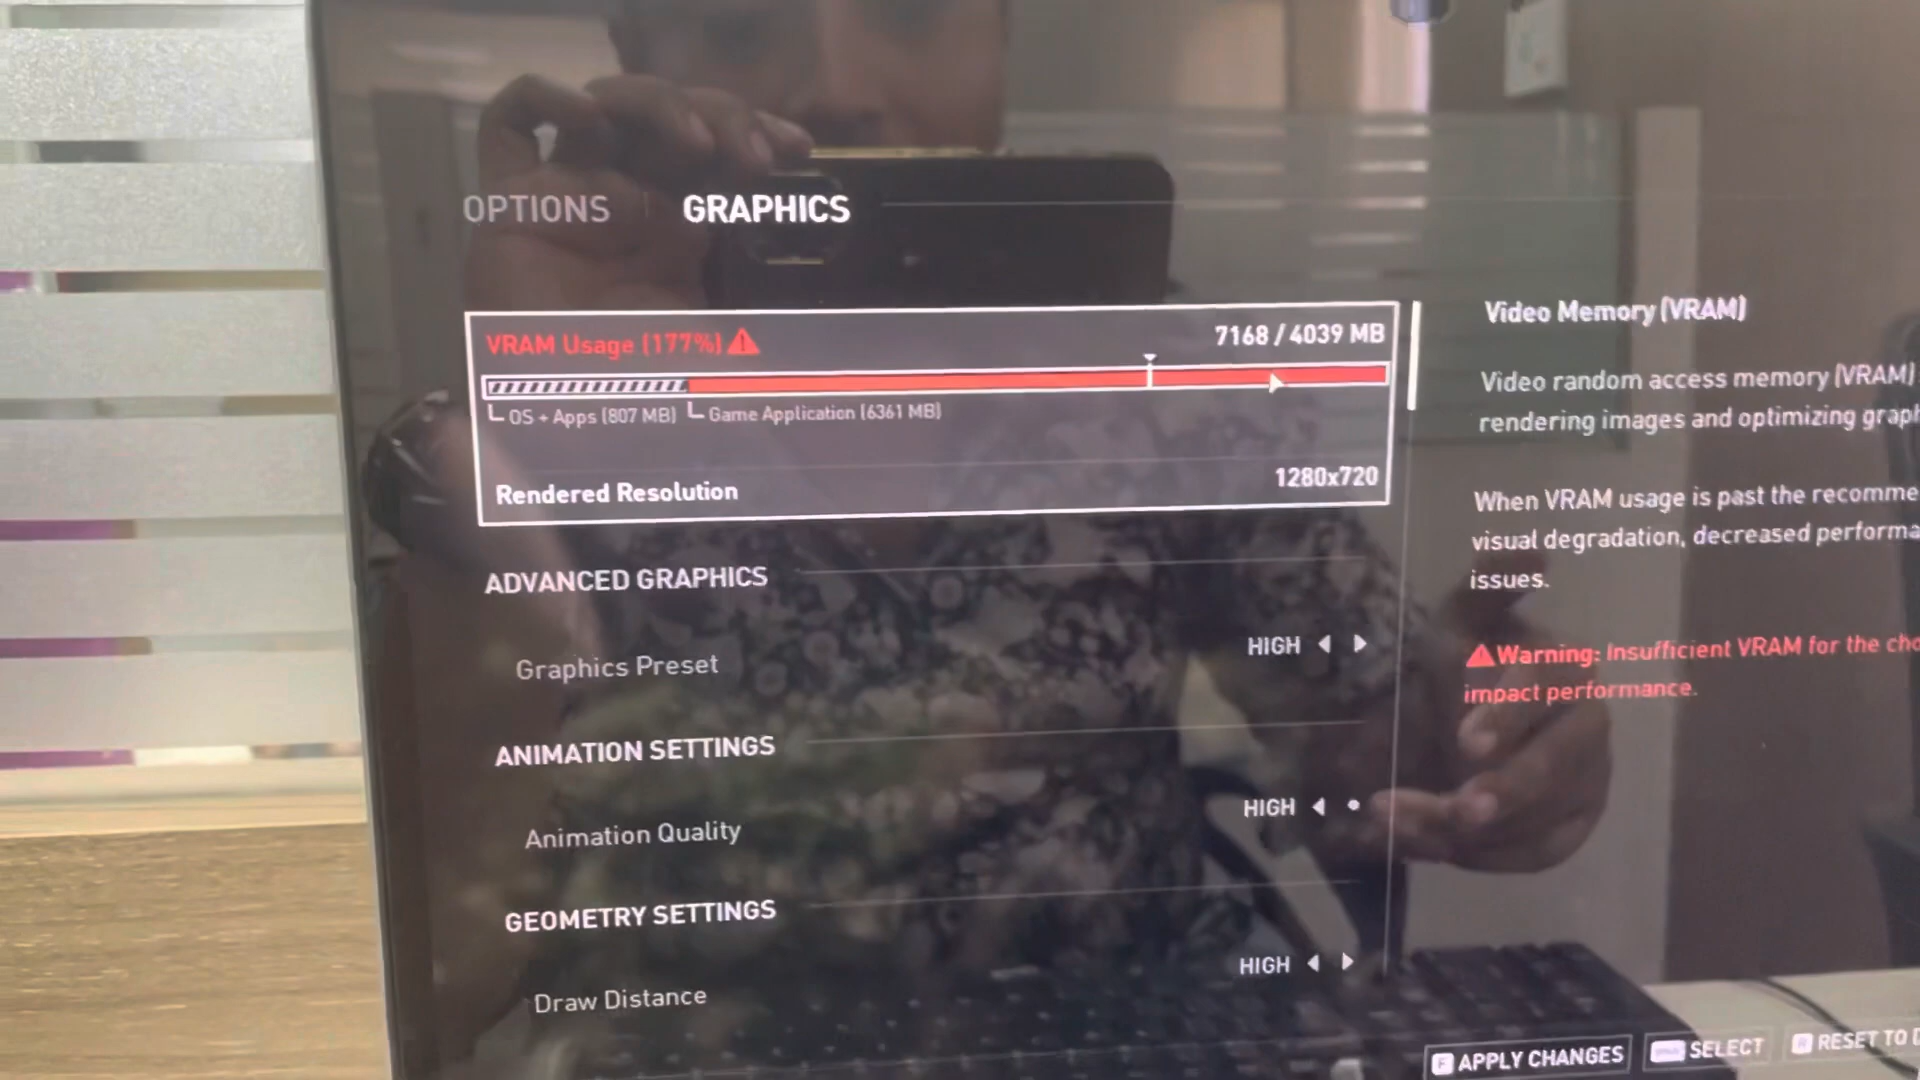 OPTIONS GRAPHICS
VRAM Usage (177%) 7168 / 4039 MB
OS + Apps (807 MB) Game Application (6361 MB)
Rendered Resolution 1280x720
ADVANCED GRAPHICS
Graphics Preset HIGH
ANIMATION SETTINGS
Animation Quality HIGH
GEOMETRY SETTINGS
Draw Distance HIGH
Video Memory (VRAM)
Video random access memory (VRAM)
rendering images and optimizing
When VRAM usage is past the
visual degradation, decreased
issues.
Warning: Insufficient VRAM for the
impact performance.
F APPLY CHANGES SELECT R RESET TO